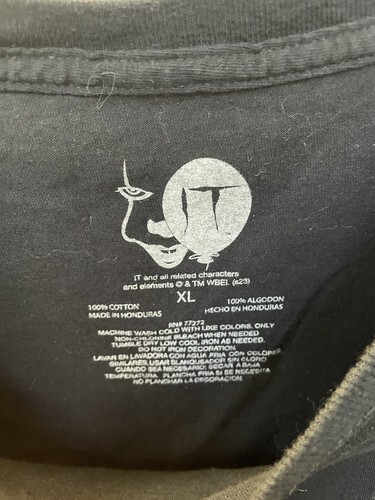 IT
IT and all related characters
and elements © & TM WBEI. (s23)
XL
100% COTTON
MADE IN HONDURAS
100% ALGODON
HECHO EN HONDURAS
RN# 77972
MACHINE WASH COLD WITH LIKE COLORS. ONLY
NON-CHLORINE BLEACH WHEN NEEDED
TUMBLE DRY LOW COOL IRON AS NEEDED.
DO NOT IRON DECORATION.
LAVAR EN LAVADORA CON AGUA FRIA CON COLORES
SIMILARES. USAR BLANQUEADOR SIN CLORO
CUANDO SEA NECESARIO. SECAR A BAJA
TEMPERATURA. PLANCHA FRIA SI SE NECESITA
NO PLANCHAR LA DECORACION.